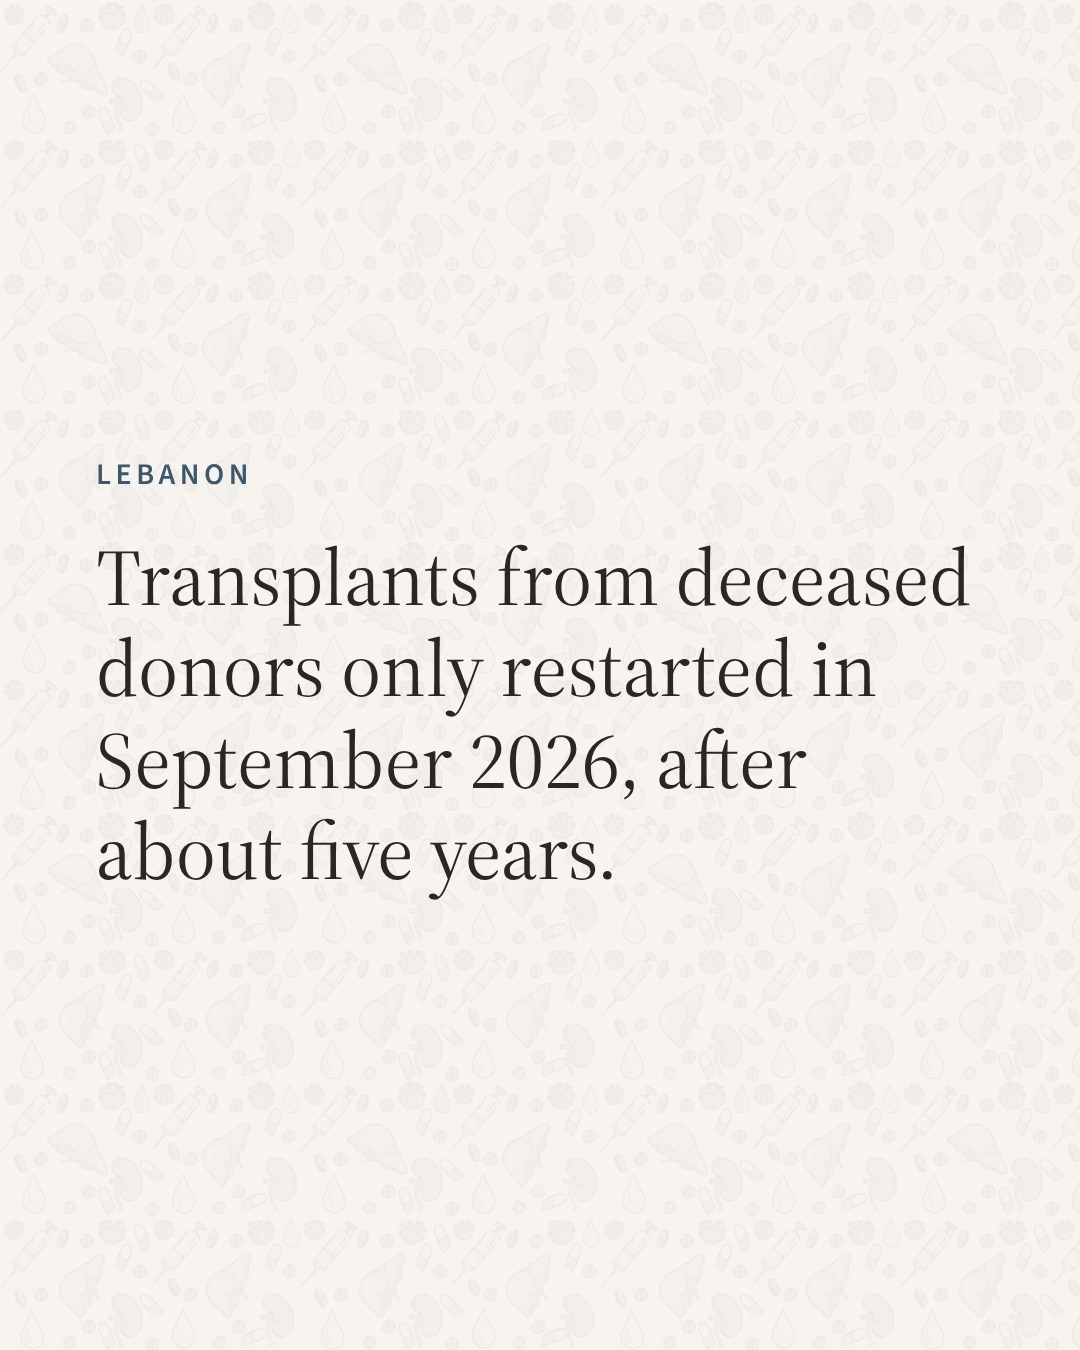 LEBANON
Transplants from deceased
donors only restarted in
September 2026, after
about five years.